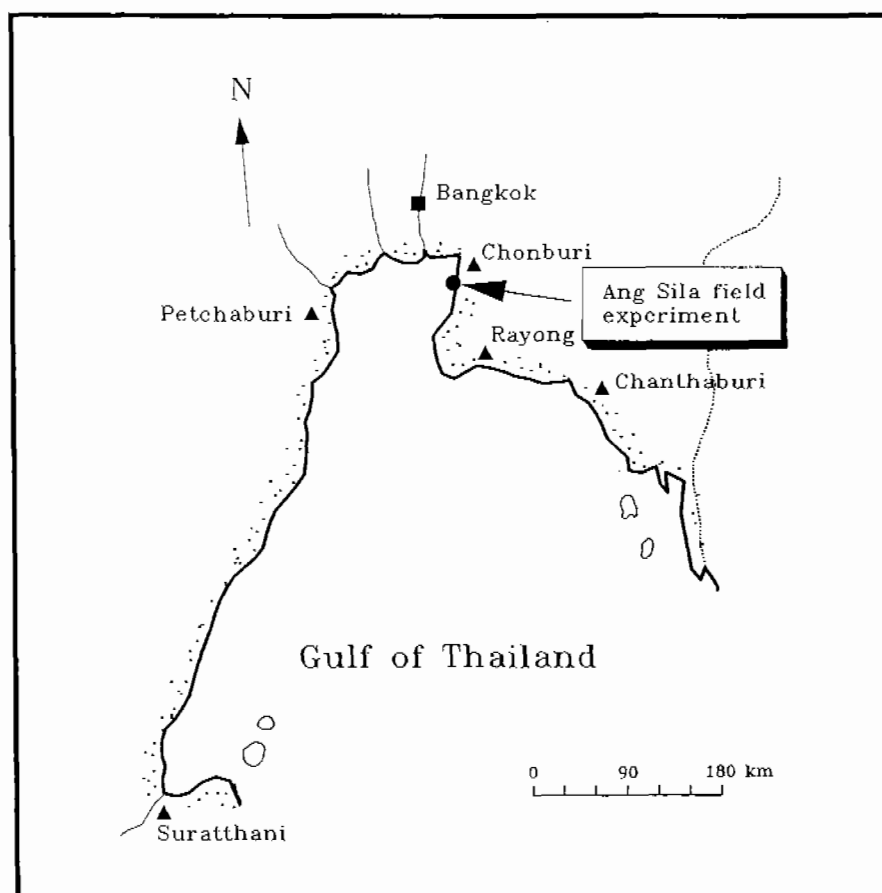 N
Bangkok
Chonburi
Ang Sila field
experiment
Petchaburi
Rayong
Chanthaburi
Gulf of Thailand
0 90 180 km
Suratthani